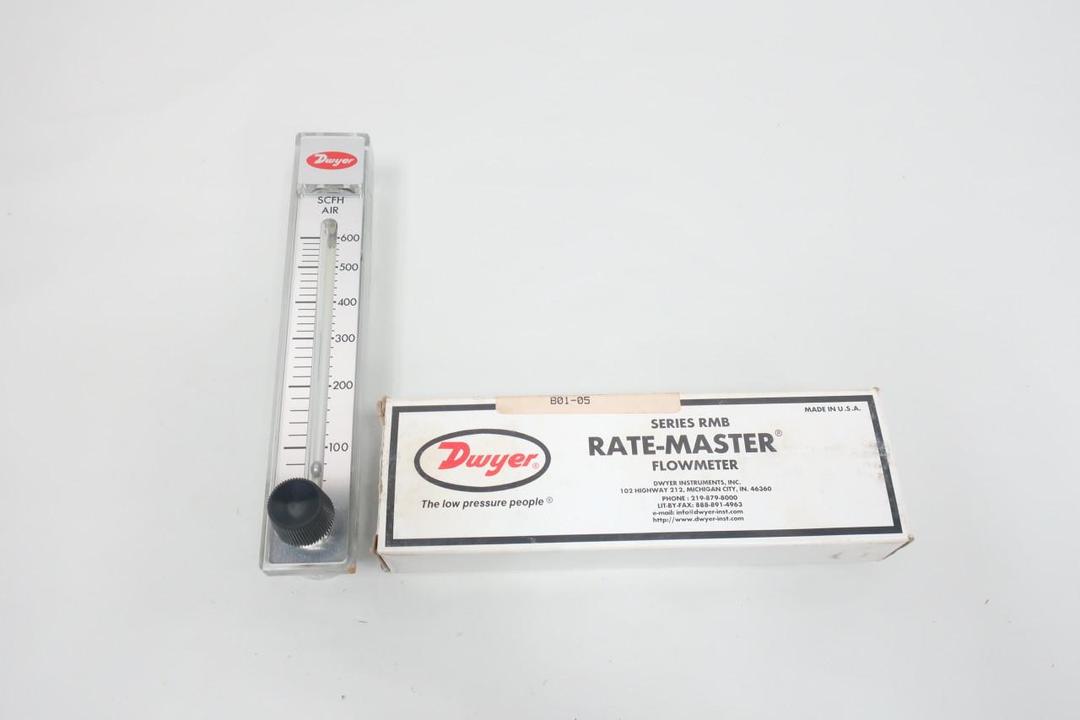 Dwyer
SCFH
AIR
600
500
400
300
200
100
B01-05
MADE IN U.S.A.
SERIES RMB
RATE-MASTER®
FLOWMETER
Dwyer®
The low pressure people®
DWYER INSTRUMENTS, INC.
102 HIGHWAY 212, MICHIGAN CITY, IN. 46360
PHONE : 219-879-8000
LIT-BY-FAX: 888-891-4963
e-mail: info@dwyer-inst.com
http://www.dwyer-inst.com